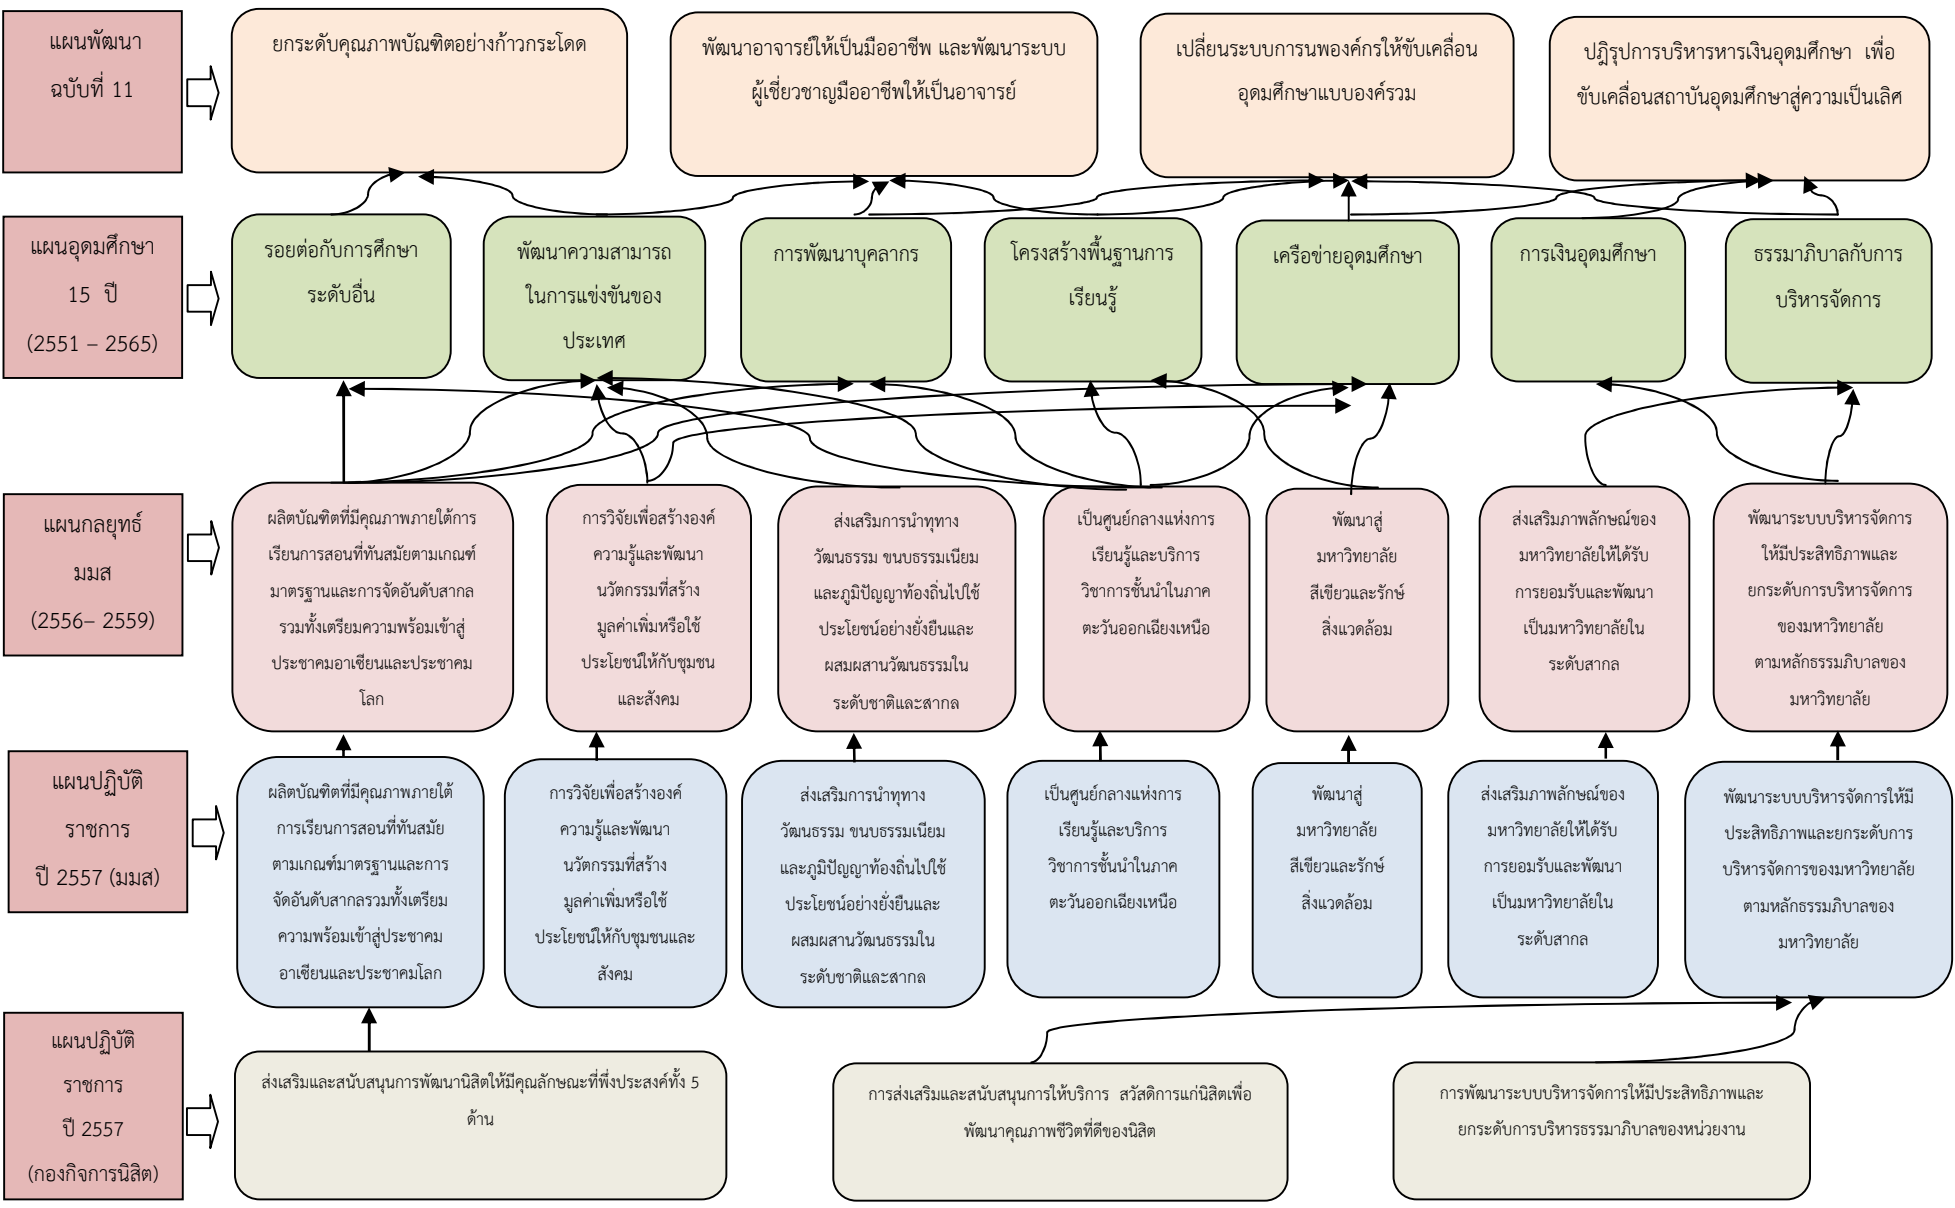 แผนพัฒนา
ฉบับที่ 11
ยกระดับคุณภาพบัณฑิตอย่างก้าวกระโดด
พัฒนาอาจารย์ให้เป็นมืออาชีพ และพัฒนาระบบ
ผู้เชี่ยวชาญมืออาชีพให้เป็นอาจารย์
เปลี่ยนระบบการนพองค์กรให้ขับเคลื่อน
อุดมศึกษาแบบองค์รวม
ปฎิรุปการบริหารหารเงินอุดมศึกษา เพื่อ
ขับเคลื่อนสถาบันอุดมศึกษาสู่ความเป็นเลิศ
แผนอุดมศึกษา
15 ปี
(2551 – 2565)
รอยต่อกับการศึกษา
ระดับอื่น
พัฒนาความสามารถ
ในการแข่งขันของ
ประเทศ
การพัฒนาบุคลากร
โครงสร้างพื้นฐานการ
เรียนรู้
เครือข่ายอุดมศึกษา
การเงินอุดมศึกษา
ธรรมาภิบาลกับการ
บริหารจัดการ
แผนกลยุทธ์
มมส
(2556– 2559)
ผลิตบัณฑิตที่มีคุณภาพภายใต้การ
เรียนการสอนที่ทันสมัยตามเกณฑ์
มาตรฐานและการจัดอันดับสากล
รวมทั้งเตรียมความพร้อมเข้าสู่
ประชาคมอาเซียนและประชาคม
โลก
การวิจัยเพื่อสร้างองค์
ความรู้และพัฒนา
นวัตกรรมที่สร้าง
มูลค่าเพิ่มหรือใช้
ประโยชน์ให้กับชุมชน
และสังคม
ส่งเสริมการนำทุทาง
วัฒนธรรม ขนบธรรมเนียม
และภูมิปัญญาท้องถิ่นไปใช้
ประโยชน์อย่างยั่งยืนและ
ผสมผสานวัฒนธรรมใน
ระดับชาติและสากล
เป็นศูนย์กลางแห่งการ
เรียนรู้และบริการ
วิชาการชั้นนำในภาค
ตะวันออกเฉียงเหนือ
พัฒนาสู่
มหาวิทยาลัย
สีเขียวและรักษ์
สิ่งแวดล้อม
ส่งเสริมภาพลักษณ์ของ
มหาวิทยาลัยให้ได้รับ
การยอมรับและพัฒนา
เป็นมหาวิทยาลัยใน
ระดับสากล
พัฒนาระบบบริหารจัดการ
ให้มีประสิทธิภาพและ
ยกระดับการบริหารจัดการ
ของมหาวิทยาลัย
ตามหลักธรรมภิบาลของ
มหาวิทยาลัย
แผนปฏิบัติ
ราชการ
ปี 2557 (มมส)
ผลิตบัณฑิตที่มีคุณภาพภายใต้
การเรียนการสอนที่ทันสมัย
ตามเกณฑ์มาตรฐานและการ
จัดอันดับสากลรวมทั้งเตรียม
ความพร้อมเข้าสู่ประชาคม
อาเซียนและประชาคมโลก
การวิจัยเพื่อสร้างองค์
ความรู้และพัฒนา
นวัตกรรมที่สร้าง
มูลค่าเพิ่มหรือใช้
ประโยชน์ให้กับชุมชนและ
สังคม
ส่งเสริมการนำทุทาง
วัฒนธรรม ขนบธรรมเนียม
และภูมิปัญญาท้องถิ่นไปใช้
ประโยชน์อย่างยั่งยืนและ
ผสมผสานวัฒนธรรมใน
ระดับชาติและสากล
เป็นศูนย์กลางแห่งการ
เรียนรู้และบริการ
วิชาการชั้นนำในภาค
ตะวันออกเฉียงเหนือ
พัฒนาสู่
มหาวิทยาลัย
สีเขียวและรักษ์
สิ่งแวดล้อม
ส่งเสริมภาพลักษณ์ของ
มหาวิทยาลัยให้ได้รับ
การยอมรับและพัฒนา
เป็นมหาวิทยาลัยใน
ระดับสากล
พัฒนาระบบบริหารจัดการให้มี
ประสิทธิภาพและยกระดับการ
บริหารจัดการของมหาวิทยาลัย
ตามหลักธรรมภิบาลของ
มหาวิทยาลัย
แผนปฏิบัติ
ราชการ
ปี 2557
(กองกิจการนิสิต)
ส่งเสริมและสนับสนุนการพัฒนานิสิตให้มีคุณลักษณะที่พึ่งประสงค์ทั้ง 5
ด้าน
การส่งเสริมและสนับสนุนการให้บริการ สวัสดิการแก่นิสิตเพื่อ
พัฒนาคุณภาพชีวิตที่ดีของนิสิต
การพัฒนาระบบบริหารจัดการให้มีประสิทธิภาพและ
ยกระดับการบริหารธรรมาภิบาลของหน่วยงาน